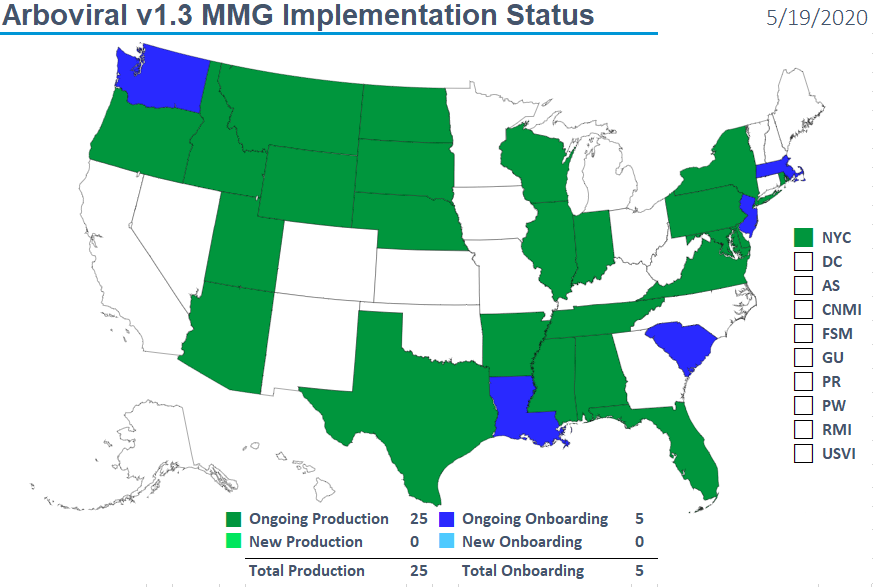 Arboviral v1.3 MMG Implementation Status
5/19/2020
NYC
DC
AS
CNMI
FSM
GU
PR
PW
RMI
USVI
Ongoing Production 25 Ongoing Onboarding 5
New Production 0 New Onboarding 0
Total Production 25 Total Onboarding 5